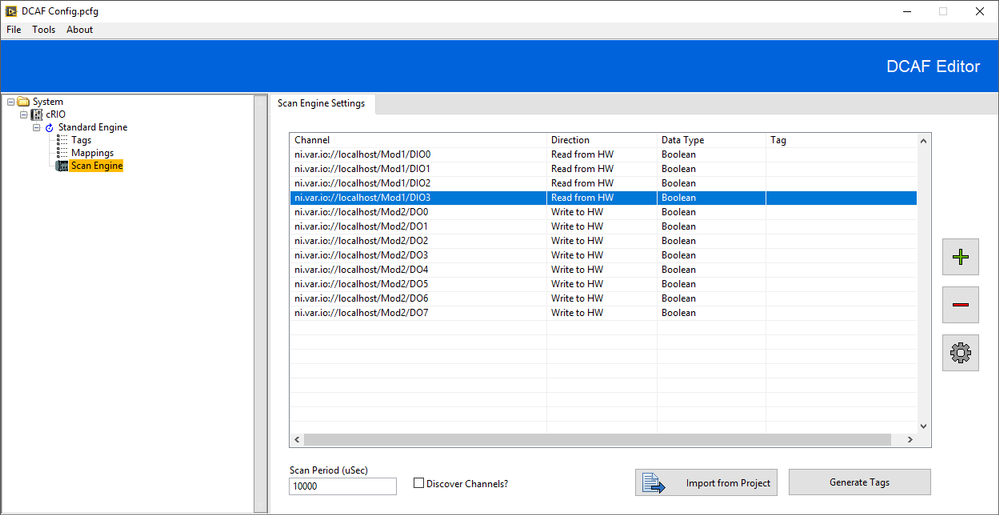 DCAF Config.pcfg
File Tools About
DCAF Editor
System
cRIO
Standard Engine
Tags
Mappings
Scan Engine
Scan Engine Settings
Channel Direction Data Type Tag
ni.var.io://localhost/Mod1/DIO0 Read from HW Boolean
ni.var.io://localhost/Mod1/DIO1 Read from HW Boolean
ni.var.io://localhost/Mod1/DIO2 Read from HW Boolean
ni.var.io://localhost/Mod1/DIO3 Read from HW Boolean
ni.var.io://localhost/Mod2/DO0 Write to HW Boolean
ni.var.io://localhost/Mod2/DO1 Write to HW Boolean
ni.var.io://localhost/Mod2/DO2 Write to HW Boolean
ni.var.io://localhost/Mod2/DO3 Write to HW Boolean
ni.var.io://localhost/Mod2/DO4 Write to HW Boolean
ni.var.io://localhost/Mod2/DO5 Write to HW Boolean
ni.var.io://localhost/Mod2/DO6 Write to HW Boolean
ni.var.io://localhost/Mod2/DO7 Write to HW Boolean
Scan Period (uSec)
10000
Discover Channels?
Import from Project
Generate Tags